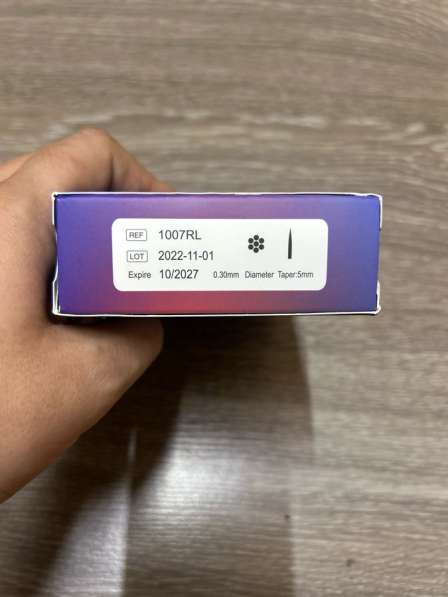 REF 1007RL
LOT 2022-11-01
Expire 10/2027 0.30mm Diameter Taper:5mm